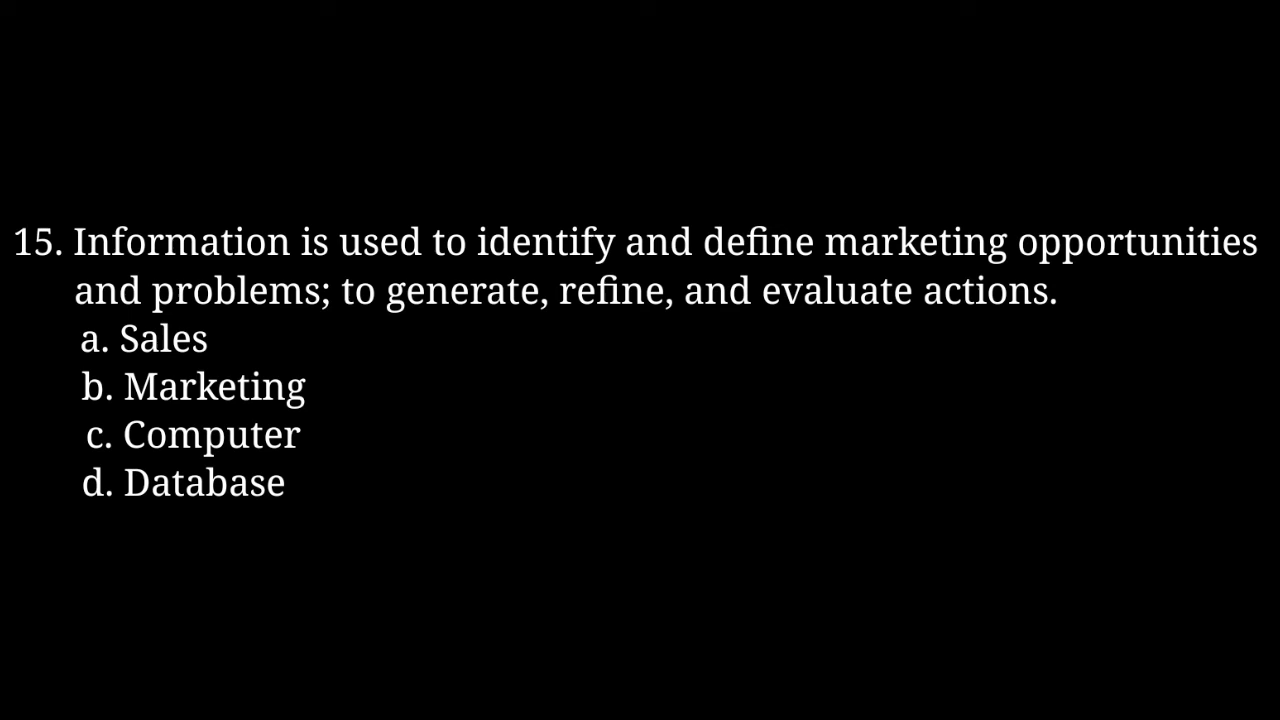 15. Information is used to identify and define marketing opportunities
and problems; to generate, refine, and evaluate actions.
a. Sales
b. Marketing
c. Computer
d. Database